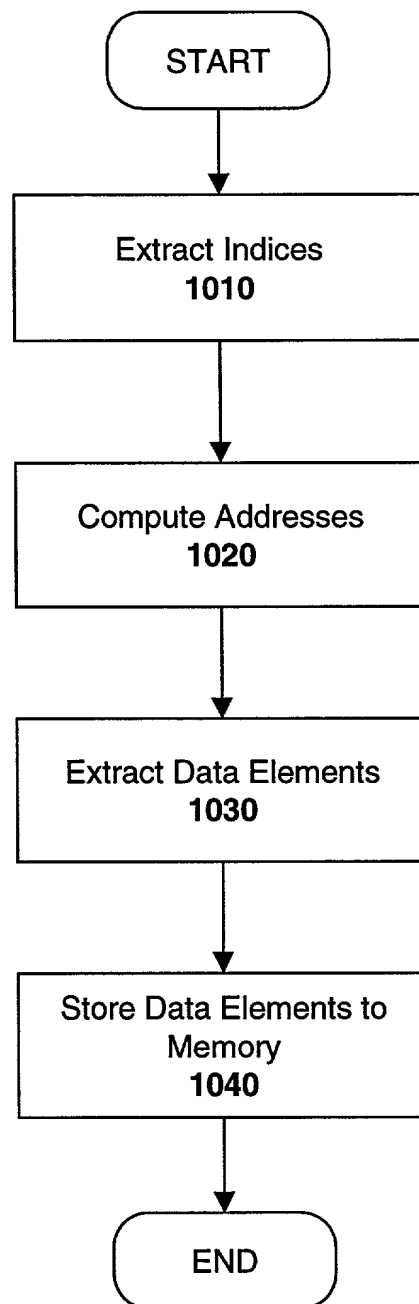 START
Extract Indices
1010
Compute Addresses
1020
Extract Data Elements
1030
Store Data Elements to
Memory
1040
END